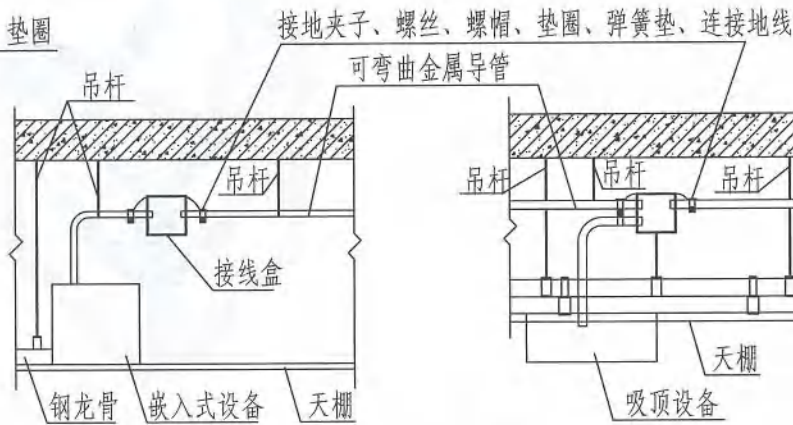 垫圈
接地夹子、螺丝、螺帽、垫圈、弹簧垫、连接地线
吊杆
可弯曲金属导管
吊杆
吊杆
吊杆
吊杆
接线盒
天棚
钢龙骨
嵌入式设备
天棚
吸顶设备